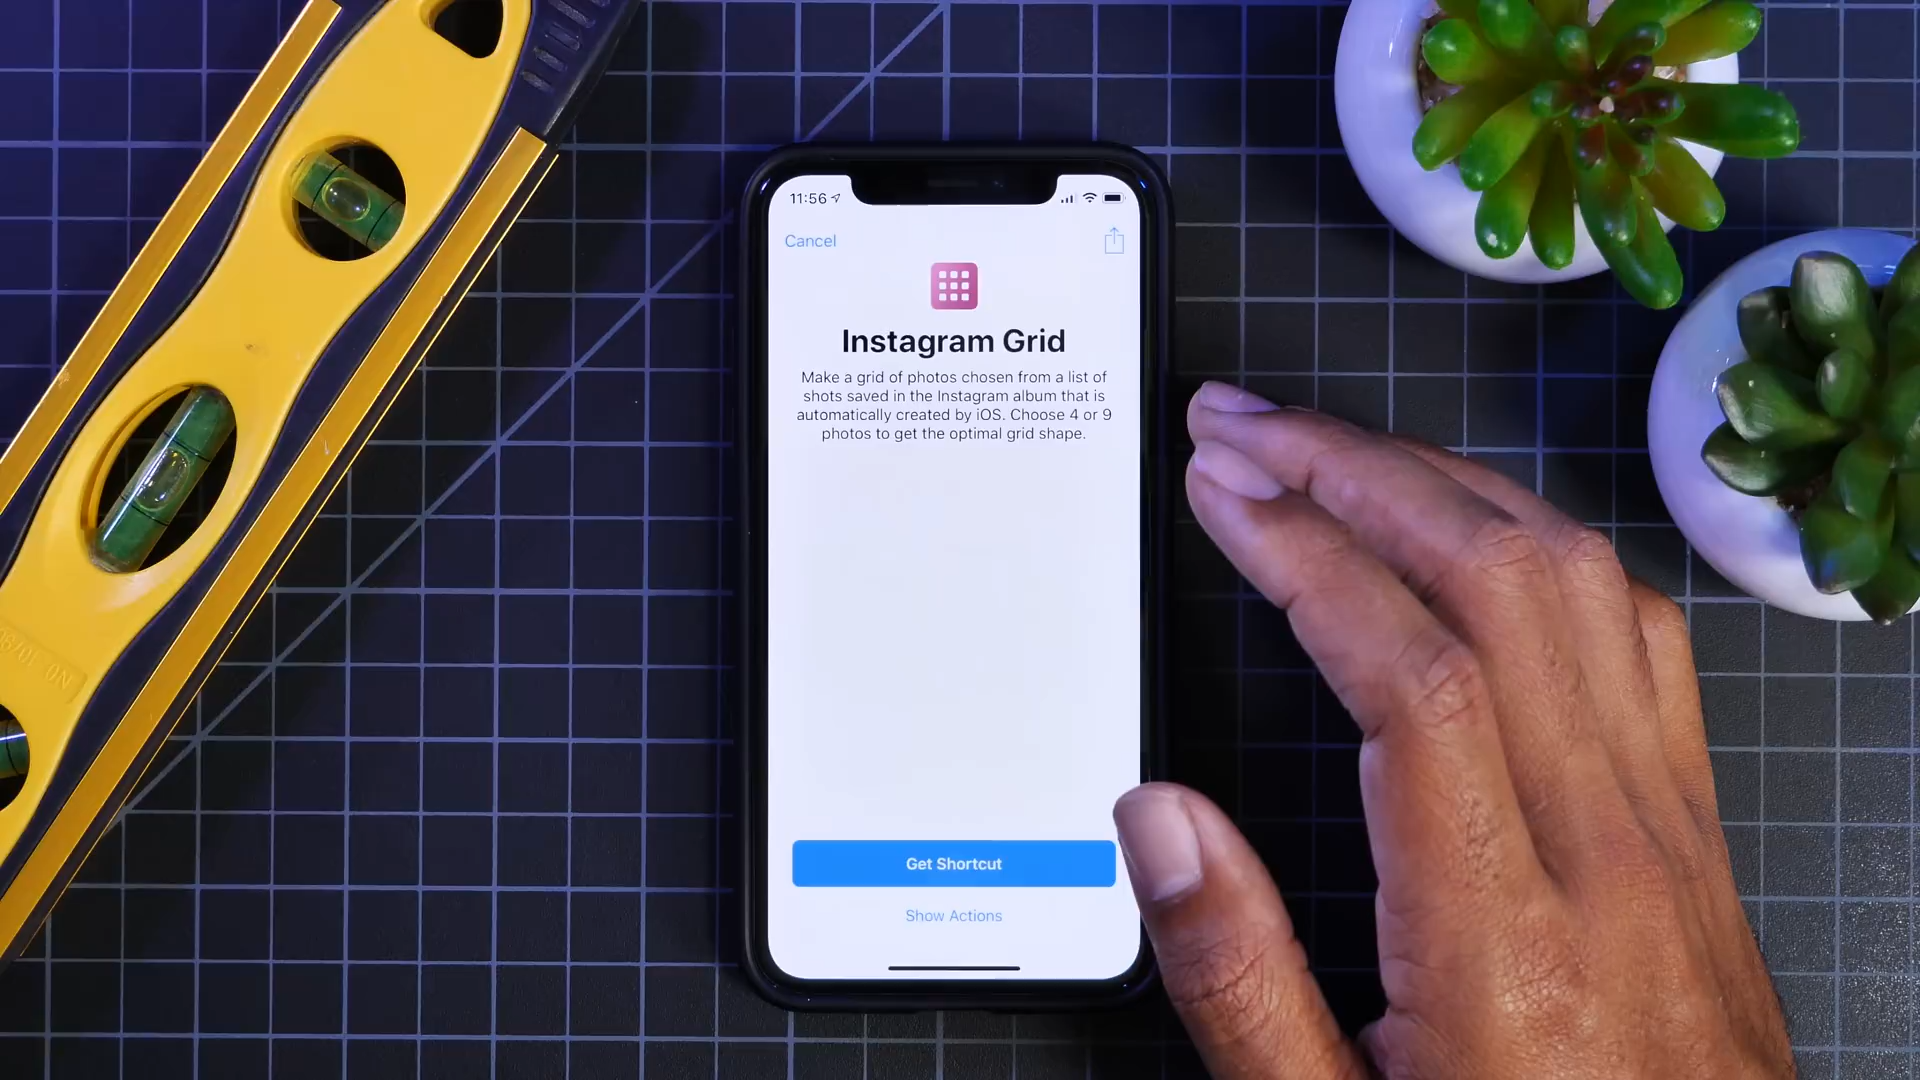 11:56
Cancel
Instagram Grid
Make a grid of photos chosen from a list of
shots saved in the Instagram album that is
automatically created by iOS. Choose 4 or 9
photos to get the optimal grid shape.
Get Shortcut
Show Actions